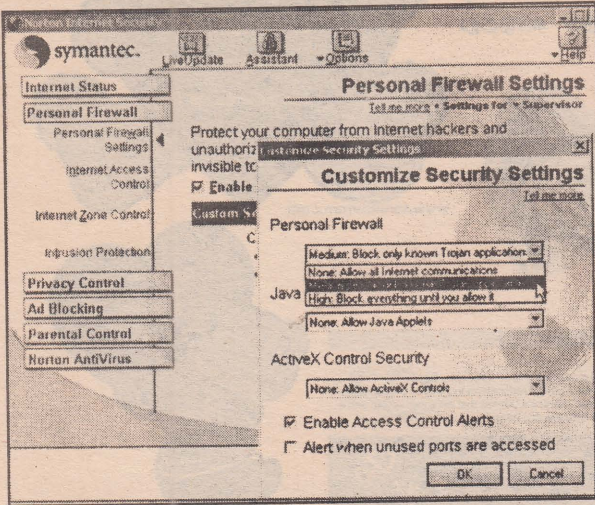 Norton Internet Security
symantec.
LiveUpdate Assistant Options Help
Internet Status
Personal Firewall
Personal Firewall
Settings
Internet Access
Control
Internet Zone Control
Intrusion Protection
Privacy Control
Ad Blocking
Parental Control
Norton AntiVirus
Personal Firewall Settings
Tell me more • Settings for Supervisor
Protect your computer from Internet hackers and
unauthoriz
invisible to
Enable
Custom Se
Customize Security Settings
Customize Security Settings
Tell me more
Personal Firewall
Medium: Block only known Trojan application
None: Allow all Internet communications
High: Block everything until you allow it
Java
None: Allow Java Applets
ActiveX Control Security
None: Allow ActiveX Controls
Enable Access Control Alerts
Alert when unused ports are accessed
OK Cancel